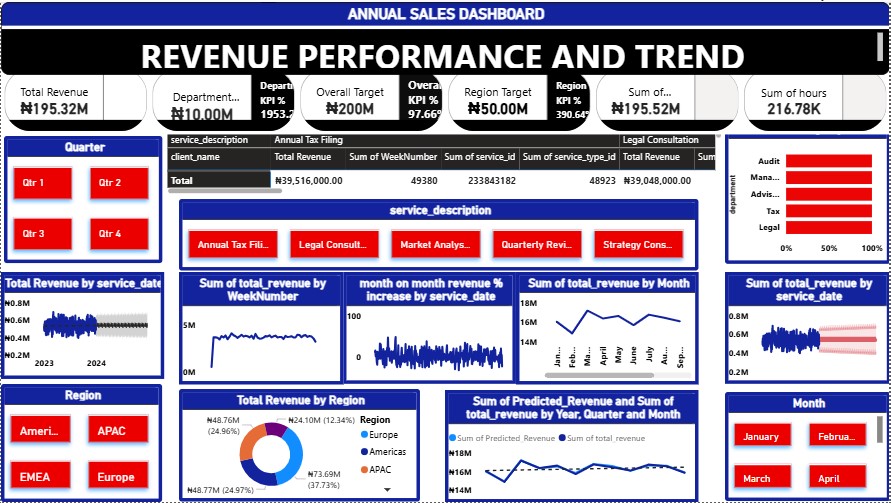 ANNUAL SALES DASHBOARD
REVENUE PERFORMANCE AND TREND
Total Revenue
₦195.32M
Department...
₦10.00M
Departm
KPI %
1953.2
Overall Target
₦200M
Overal
KPI %
97.66%
Region Target
₦50.00M
Region
KPI %
390.64%
Sum of...
₦195.52M
Sum of hours
216.78K
Quarter
Qtr 1
Qtr 2
Qtr 3
Qtr 4
service_description
Annual Tax Filing
Legal Consultation
client_name
Total Revenue
Sum of WeekNumber
Sum of service_id
Sum of service_type_id
Total Revenue
Sum
Total
₦39,516,000.00
49380
233843182
48923
₦39,048,000.00
service_description
Annual Tax Fili...
Legal Consult...
Market Analys...
Quarterly Revi...
Strategy Cons...
department
Audit
Mana...
Advis...
Tax
Legal
0%
50%
100%
Total Revenue by service_date
₦0.8M
₦0.6M
₦0.4M
₦0.2M
2023
2024
Sum of total_revenue by
WeekNumber
5M
0M
month on month revenue %
increase by service_date
100
0
Sum of total_revenue by Month
18M
16M
14M
Jan...
Feb...
Ma...
April
May
June
July
Au...
Sep...
Sum of total_revenue by
service_date
0.8M
0.6M
0.4M
0.2M
Region
Ameri...
APAC
EMEA
Europe
Total Revenue by Region
₦48.76M
(24.96%)
₦24.10M (12.34%)
₦73.69M
(37.73%)
₦48.77M (24.97%)
Region
Europe
Americas
APAC
Sum of Predicted_Revenue and Sum of
total_revenue by Year, Quarter and Month
Sum of Predicted_Revenue
Sum of total_revenue
₦18M
₦16M
₦14M
Month
January
Februa...
March
April